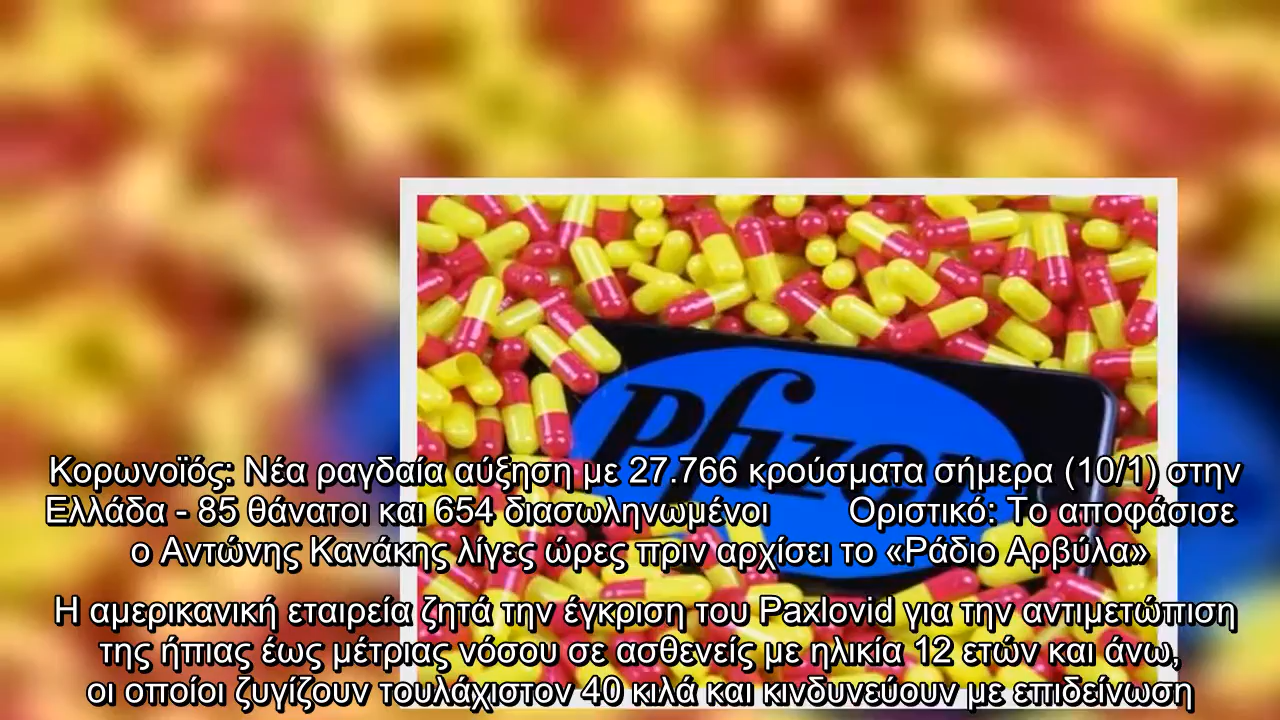 Pfizer
Κορωνοϊός: Νέα ραγδαία αύξηση με 27.766 κρούσματα σήμερα (10/1) στην
Ελλάδα - 85 θάνατοι και 654 διασωληνωμένοι Οριστικό: Το αποφάσισε
ο Αντώνης Κανάκης λίγες ώρες πριν αρχίσει το «Ράδιο Αρβύλα»
Η αμερικανική εταιρεία ζητά την έγκριση του Paxlovid για την αντιμετώπιση
της ήπιας έως μέτριας νόσου σε ασθενείς με ηλικία 12 ετών και άνω,
οι οποίοι ζυγίζουν τουλάχιστον 40 κιλά και κινδυνεύουν με επιδείνωση